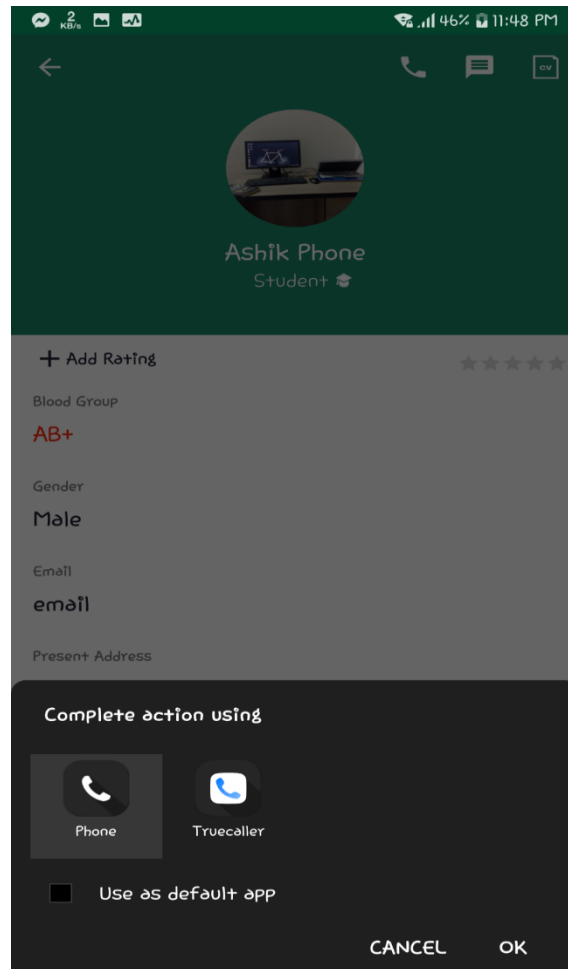 2 KB/s 46% 11:48 PM
CV
Ashik Phone
Student
+ Add Rating
Blood Group
AB+
Gender
Male
Email
email
Present Address
Complete action using
Phone Truecaller
Use as default app
CANCEL OK